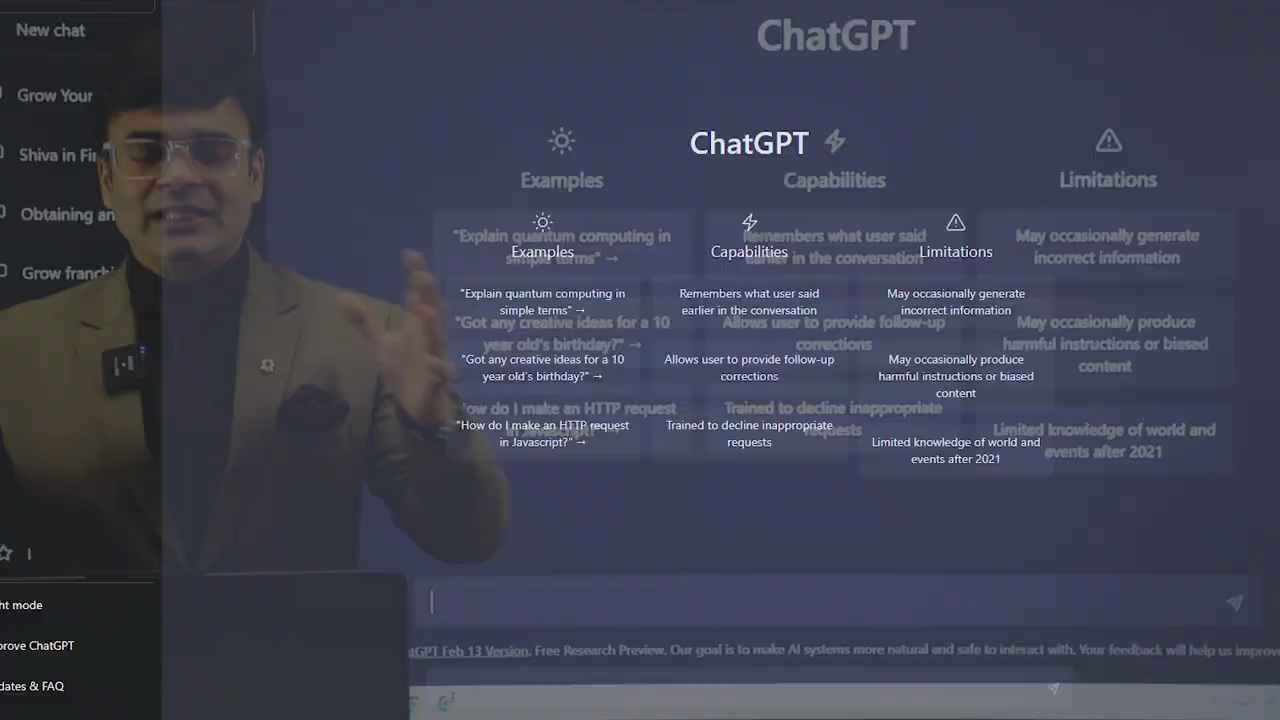 New chat
Grow Your
Shiva in Fi
Obtaining an
Grow franchi
ht mode
prove ChatGPT
dates & FAQ
ChatGPT
Examples
Capabilities
Limitations
"Explain quantum computing in
simple terms" →
Remembers what user said
earlier in the conversation
May occasionally generate
incorrect information
"Got any creative ideas for a 10
year old's birthday?" →
Allows user to provide follow-up
corrections
May occasionally produce
harmful instructions or biased
content
How do I make an HTTP request
in Javascript?" →
Trained to decline inappropriate
requests
Limited knowledge of world and
events after 2021
tGPT Feb 13 Version. Free Research Preview. Our goal is to make AI systems more natural and safe to interact with. Your feedback will help us improve
ChatGPT
Examples
Capabilities
Limitations
"Explain quantum computing in
simple terms" →
Remembers what user said
earlier in the conversation
May occasionally generate
incorrect information
"Got any creative ideas for a 10
year old's birthday?" →
Allows user to provide follow-up
corrections
May occasionally produce
harmful instructions or biased
content
"How do I make an HTTP request
in Javascript?" →
Trained to decline inappropriate
requests
Limited knowledge of world and
events after 2021